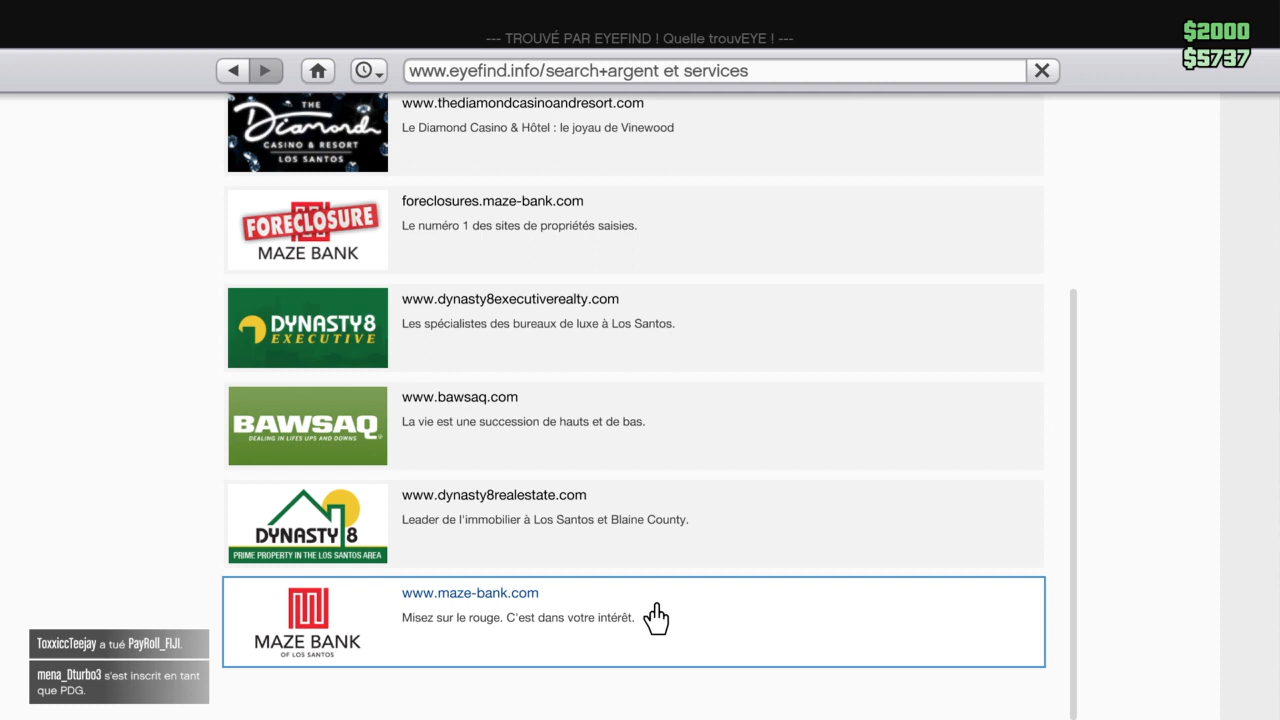 --- TROUVÉ PAR EYEFIND ! Quelle trouvEYE ! ---
$2000
$5737
www.eyefind.info/search+argent et services
THE
Diamond
CASINO & RESORT
LOS SANTOS
www.thediamondcasinoandresort.com
Le Diamond Casino & Hôtel : le joyau de Vinewood
FORECLOSURE
MAZE BANK
foreclosures.maze-bank.com
Le numéro 1 des sites de propriétés saisies.
DYNASTY8
EXECUTIVE
www.dynasty8executiverealty.com
Les spécialistes des bureaux de luxe à Los Santos.
BAWSAQ
DEALING IN LIFES UPS AND DOWNS
www.bawsaq.com
La vie est une succession de hauts et de bas.
DYNASTY 8
PRIME PROPERTY IN THE LOS SANTOS AREA
www.dynasty8realestate.com
Leader de l'immobilier à Los Santos et Blaine County.
MAZE BANK
OF LOS SANTOS
www.maze-bank.com
Misez sur le rouge. C'est dans votre intérêt.
ToxxiccTeejay a tué PayRoll_FIJI.
mena_Dturbo3 s'est inscrit en tant
que PDG.